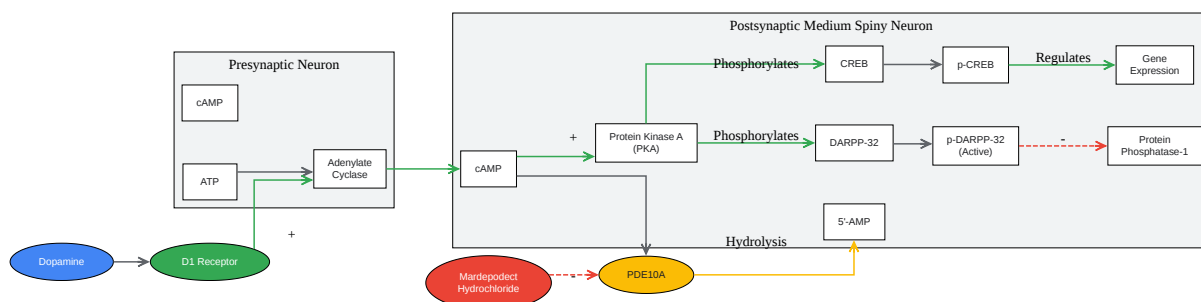 Postsynaptic Medium Spiny Neuron
Presynaptic Neuron
cAMP
ATP
Adenylate
Cyclase
+
Dopamine
D1 Receptor
cAMP
+
Protein Kinase A
(PKA)
Phosphorylates
CREB
p-CREB
Regulates
Gene
Expression
Phosphorylates
DARPP-32
p-DARPP-32
(Active)
-
Protein
Phosphatase-1
5'-AMP
Hydrolysis
Mardepodect
Hydrochloride
-
PDE10A